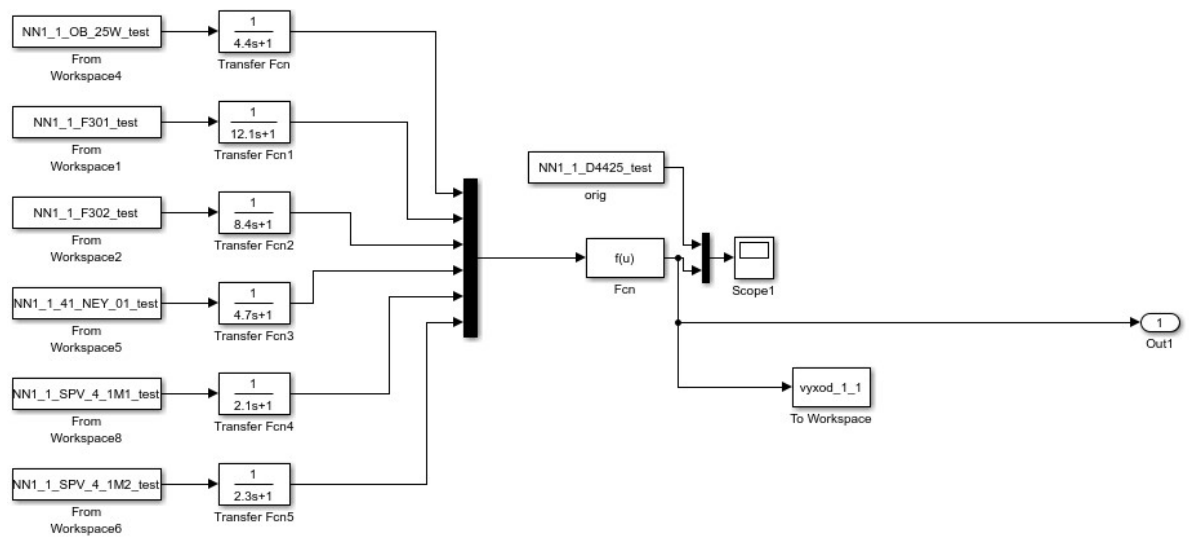 NN1_1_OB_25W_test
From
Workspace4
1
4.4s+1
Transfer Fcn
NN1_1_F301_test
From
Workspace1
1
12.1s+1
Transfer Fcn1
NN1_1_F302_test
From
Workspace2
1
8.4s+1
Transfer Fcn2
NN1_1_41_NEY_01_test
From
Workspace5
1
4.7s+1
Transfer Fcn3
NN1_1_SPV_4_1M1_test
From
Workspace8
1
2.1s+1
Transfer Fcn4
NN1_1_SPV_4_1M2_test
From
Workspace6
1
2.3s+1
Transfer Fcn5
NN1_1_D4425_test
orig
f(u)
Fcn
Scope1
1
Out1
vyxod_1_1
To Workspace